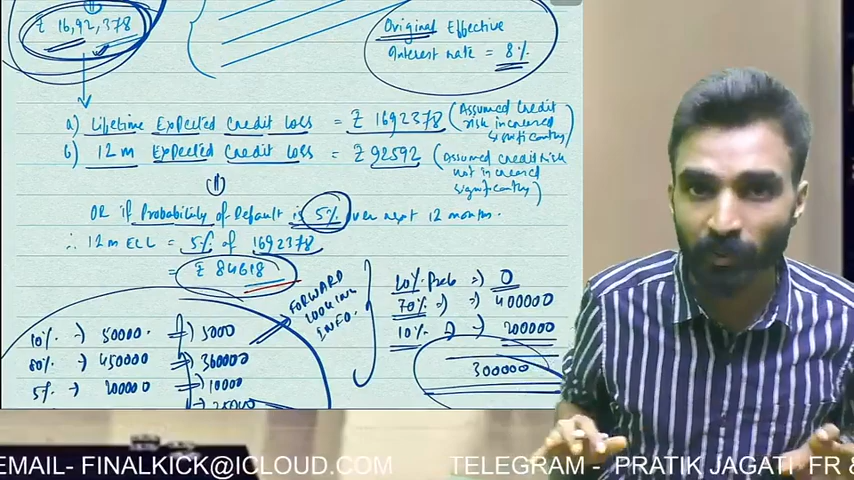 ₹ 16,92,378
Original Effective
Interest rate = 8%.
a) Lifetime Expected Credit Loss = ₹ 1692378 (Assumed Credit
risk increased
significantly)
b) 12 m Expected Credit Loss = ₹ 92592 (Assumed Credit Risk
not increased
significantly)
OR if Probability of Default is 5% over next 12 months.
∴ 12m ECL = 5% of 1692378
= ₹ 84618
FORWARD
LOOKING
INFO.
10% Prob => 0
70% => 400000
10% => 200000
300000
10% => 50000 => 5000
80% => 450000 => 360000
5% => 200000 => 10000
=> 25000
EMAIL- FINALKICK@ICLOUD.COM TELEGRAM - PRATIK JAGATI FR &